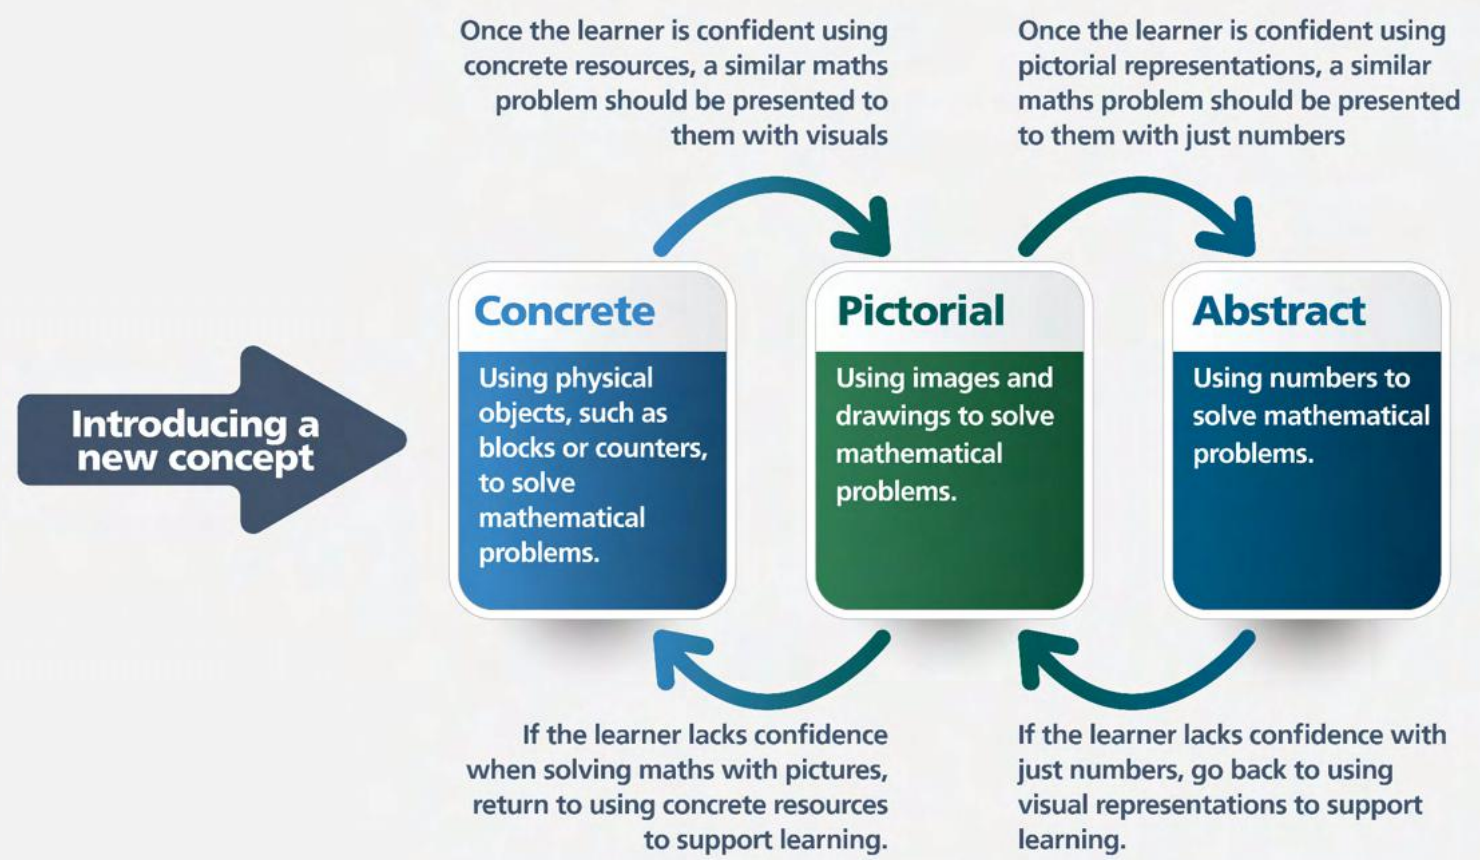 Once the learner is confident using
concrete resources, a similar maths
problem should be presented to
them with visuals
Once the learner is confident using
pictorial representations, a similar
maths problem should be presented
to them with just numbers
Introducing a
new concept
Concrete
Using physical
objects, such as
blocks or counters,
to solve
mathematical
problems.
Pictorial
Using images and
drawings to solve
mathematical
problems.
Abstract
Using numbers to
solve mathematical
problems.
If the learner lacks confidence
when solving maths with pictures,
return to using concrete resources
to support learning.
If the learner lacks confidence with
just numbers, go back to using
visual representations to support
learning.